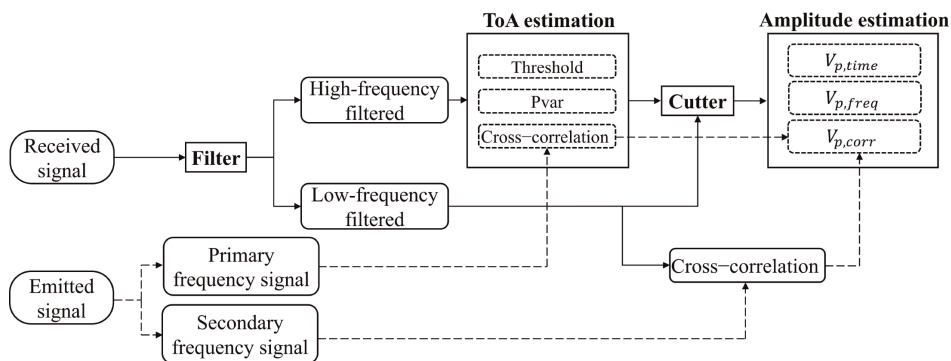 ToA estimation
Amplitude estimation
Threshold
Pvar
Cross−correlation
V_{p,time}
V_{p,freq}
V_{p,corr}
High-frequency
filtered
Cutter
Received
signal
Filter
Low-frequency
filtered
Primary
frequency signal
Cross−correlation
Emitted
signal
Secondary
frequency signal